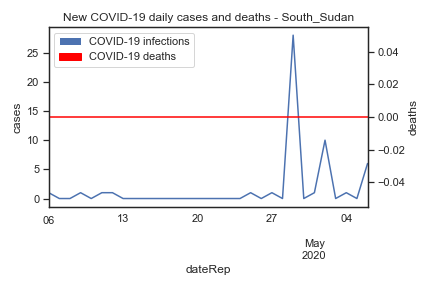 New COVID-19 daily cases and deaths - South_Sudan
COVID-19 infections
COVID-19 deaths
25
20
15
10
5
0
cases
0.04
0.02
0.00
−0.02
−0.04
deaths
06
13
20
27
04
May
2020
dateRep